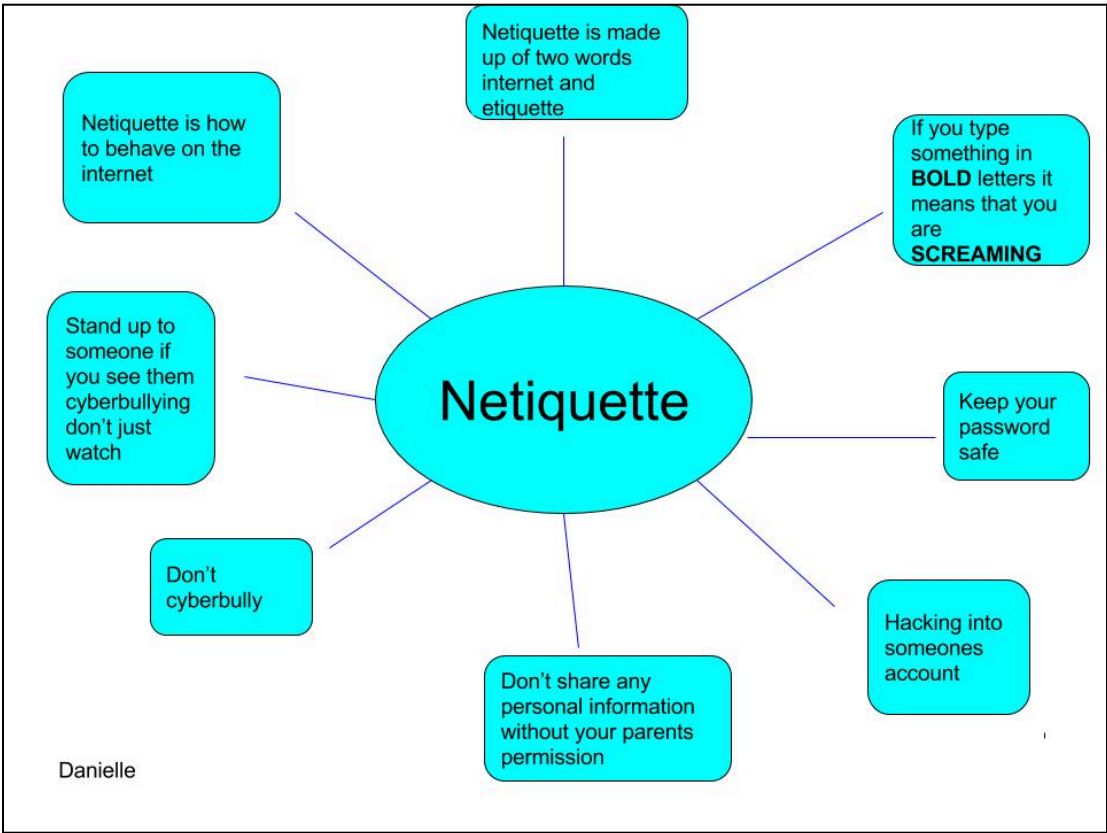 Netiquette is made
up of two words
internet and
etiquette
Netiquette is how
to behave on the
internet
If you type
something in
BOLD letters it
means that you
are
SCREAMING
Stand up to
someone if
you see them
cyberbullying
don't just
watch
Netiquette
Keep your
password
safe
Don't
cyberbully
Hacking into
someones
account
Don't share any
personal information
without your parents
permission
Danielle